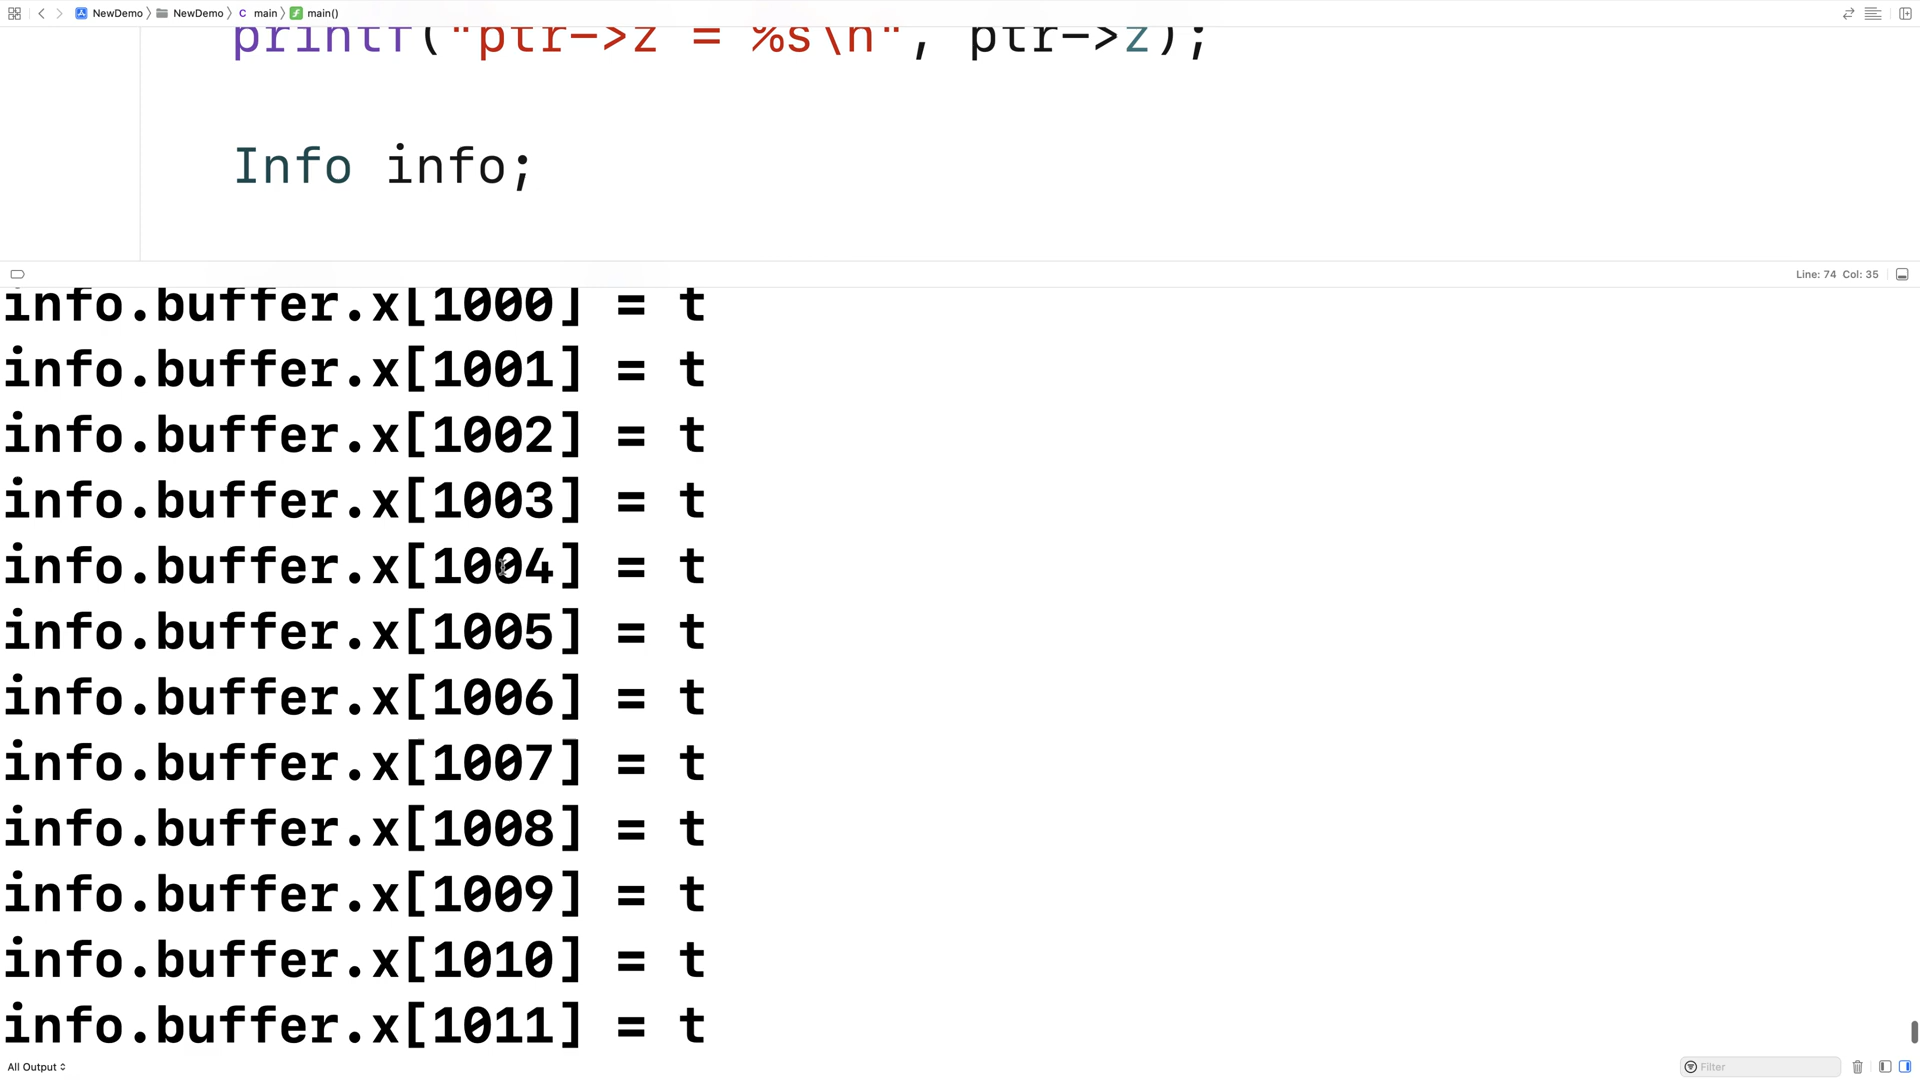 NewDemo NewDemo C main f main()
printf("ptr->z = %s\n", ptr->z);
Info info;
Line: 74 Col: 35
info.buffer.x[1000] = t
info.buffer.x[1001] = t
info.buffer.x[1002] = t
info.buffer.x[1003] = t
info.buffer.x[1004] = t
info.buffer.x[1005] = t
info.buffer.x[1006] = t
info.buffer.x[1007] = t
info.buffer.x[1008] = t
info.buffer.x[1009] = t
info.buffer.x[1010] = t
info.buffer.x[1011] = t
All Output Filter